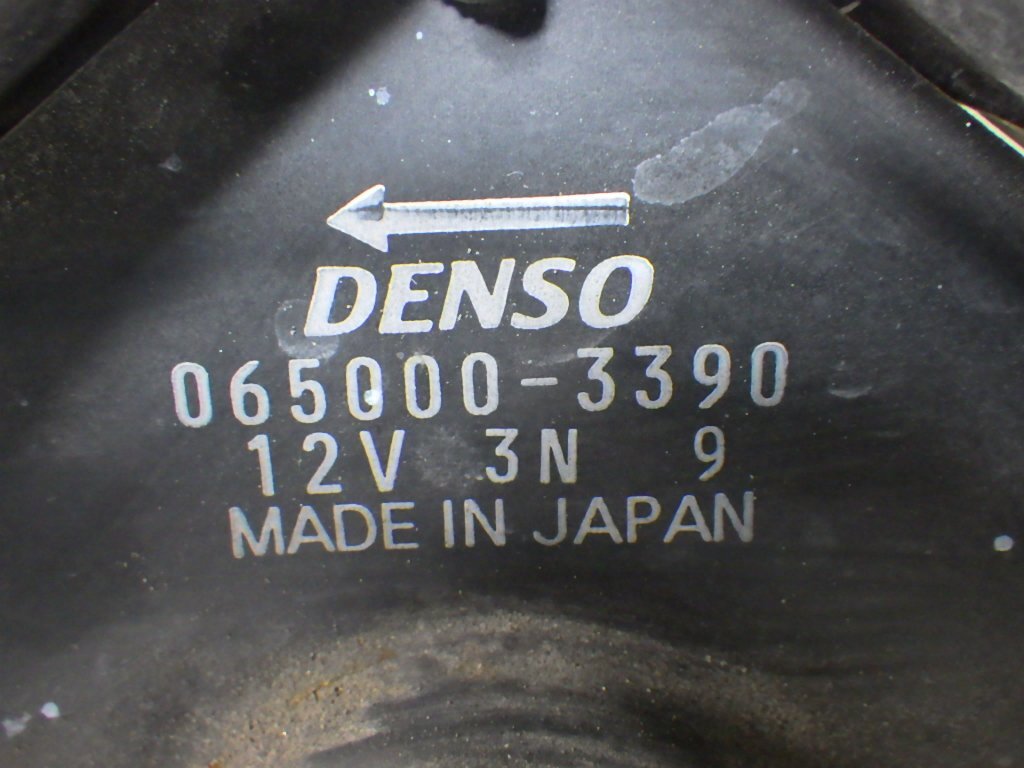 DENSO
065000-3390
12V 3N 9
MADE IN JAPAN